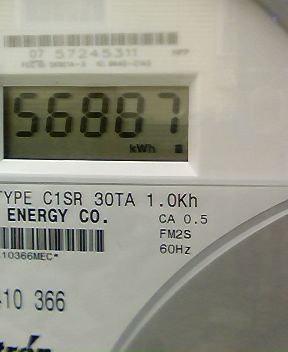 07 57245311
56887
kWh
TYPE C1SR 30TA 1.0Kh
ENERGY CO.
CA 0.5
FM2S
60Hz
10366MEC*
10 366